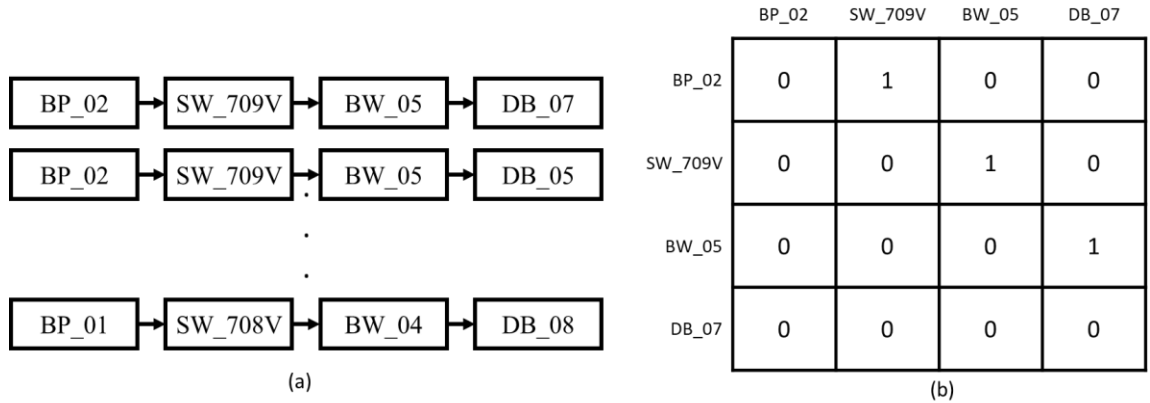 BP_02 SW_709V BW_05 DB_07
BP_02 SW_709V BW_05 DB_05
BP_01 SW_708V BW_04 DB_08
(a)
BP_02 SW_709V BW_05 DB_07
BP_02 0 1 0 0
SW_709V 0 0 1 0
BW_05 0 0 0 1
DB_07 0 0 0 0
(b)